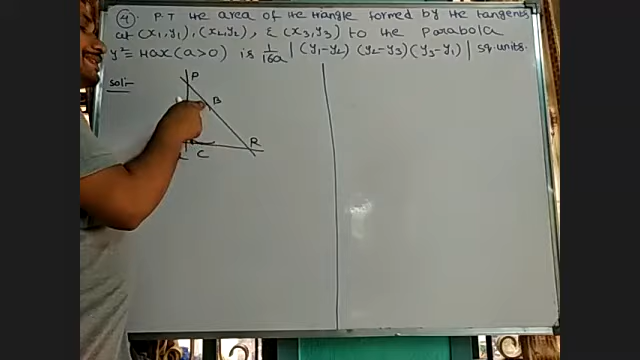 (4). P.T the area of the triangle formed by the tangents
at (x1,y1), (x2,y2), & (x3,y3) to the Parabola
y² = 4ax (a>0) is 1/16a | (y1-y2) (y2-y3) (y3-y1) | sq.units.
sol:-
P
B
R
C